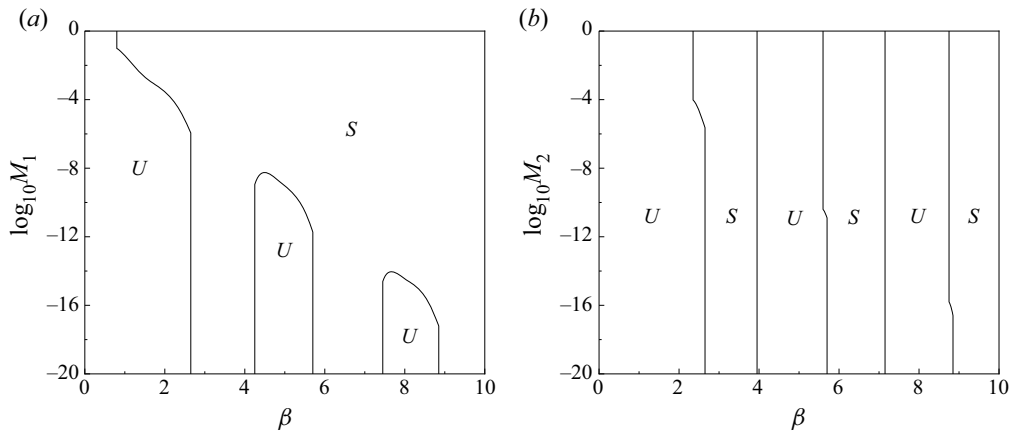 (a)
(b)
0
–4
–8
–12
–16
–20
log₁₀M₁
U
S
U
U
0 2 4 6 8 10
β
0
–4
–8
–12
–16
–20
log₁₀M₂
U S U S U S
0 2 4 6 8 10
β